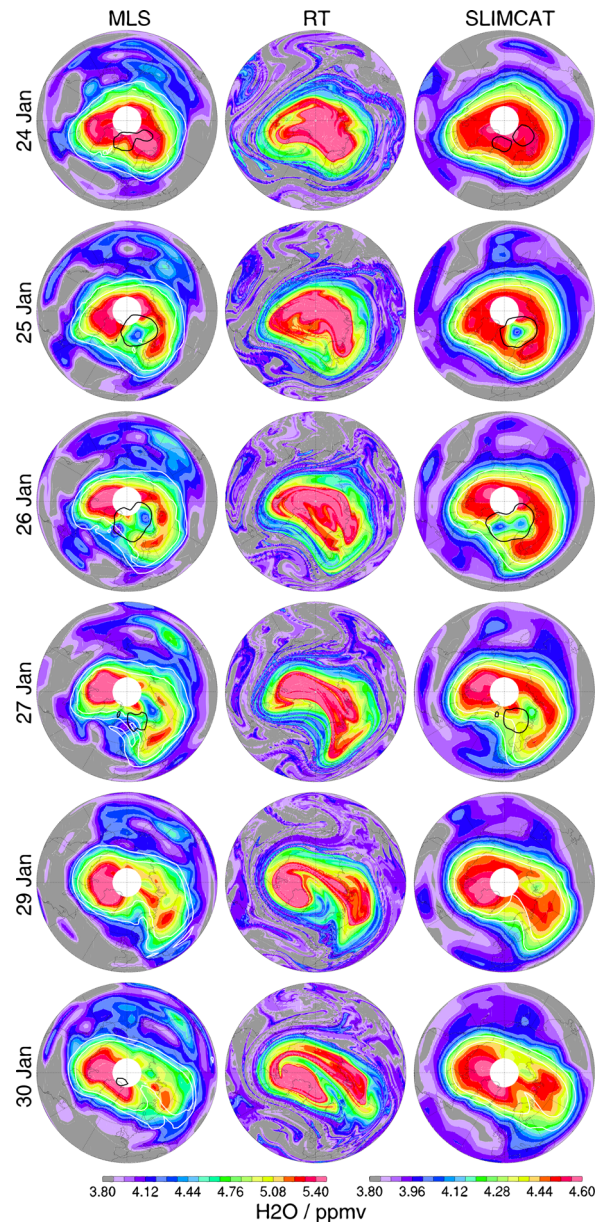 MLS RT SLIMCAT
24 Jan
25 Jan
26 Jan
27 Jan
29 Jan
30 Jan
3.80 4.12 4.44 4.76 5.08 5.40 3.80 3.96 4.12 4.28 4.44 4.60
H2O / ppmv